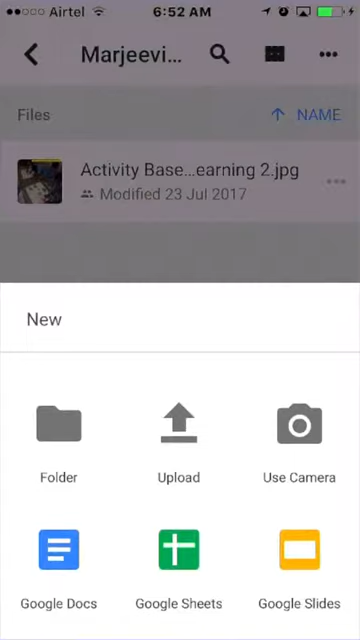 Airtel 6:52 AM
Marjeevi...
Files NAME
Activity Base...earning 2.jpg
Modified 23 Jul 2017
New
Folder Upload Use Camera
Google Docs Google Sheets Google Slides